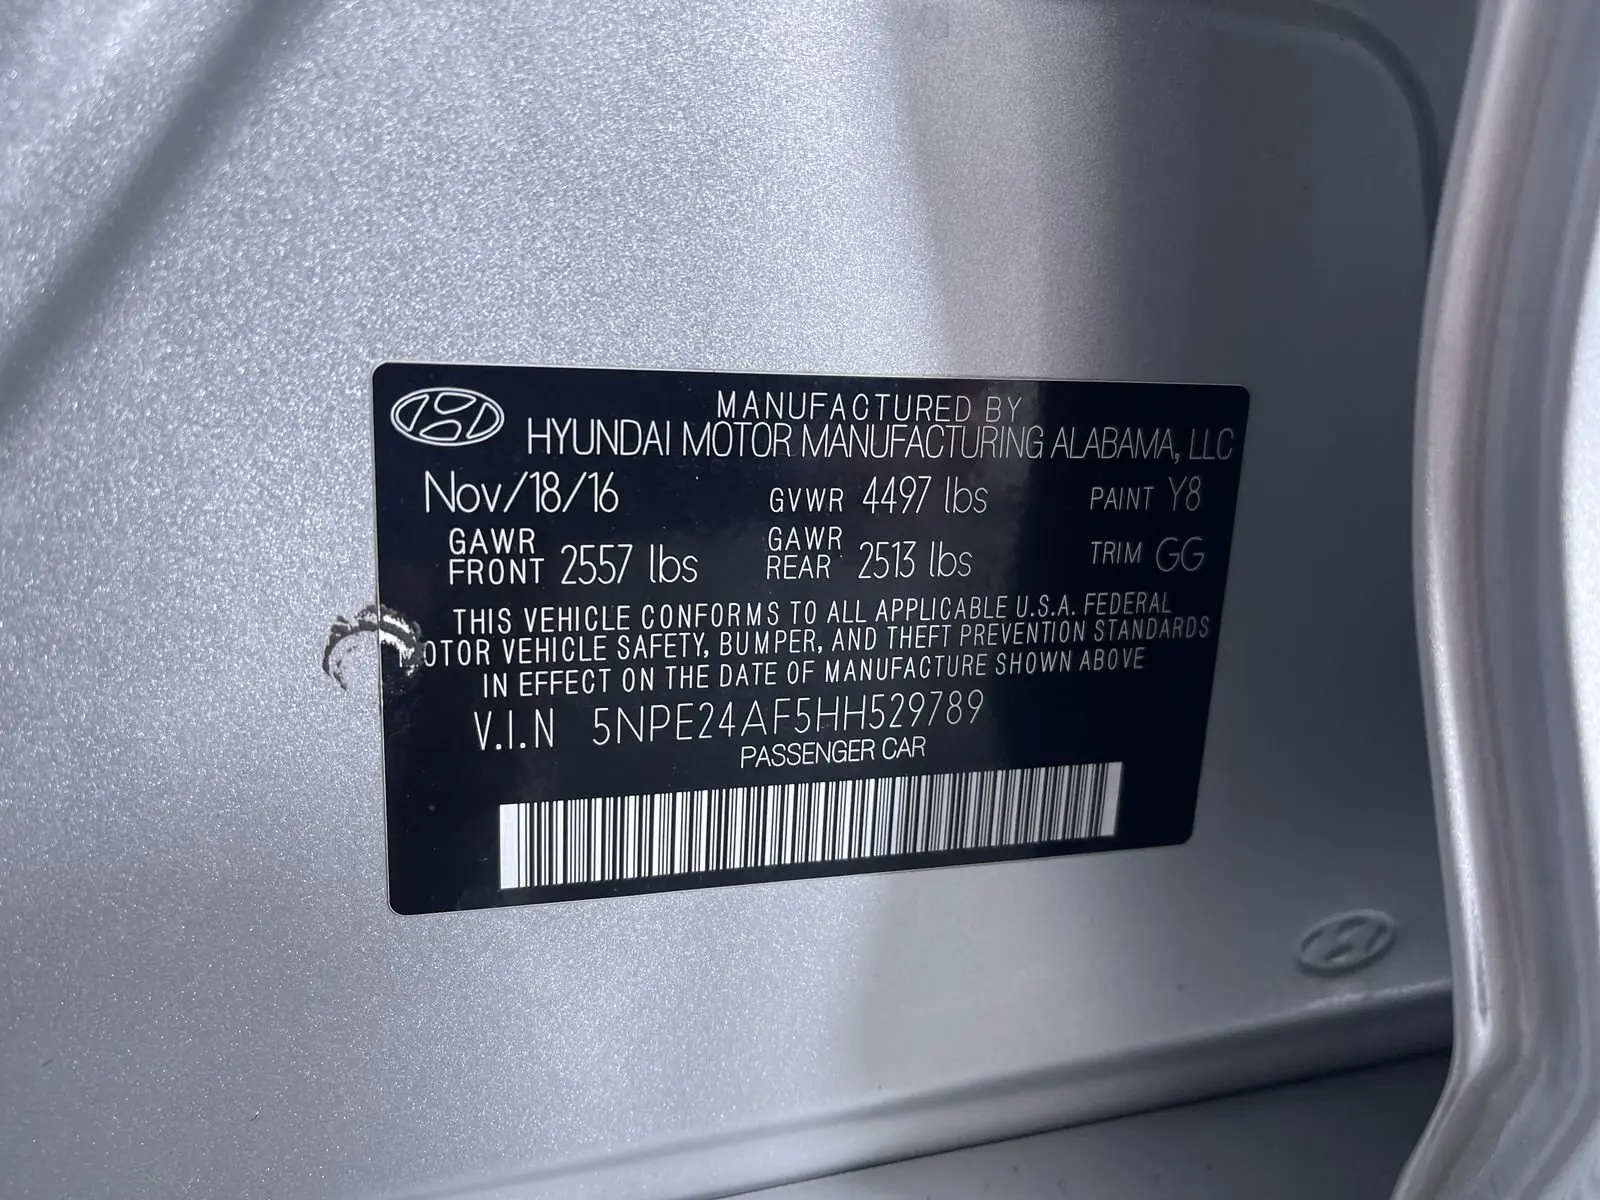 MANUFACTURED BY
HYUNDAI MOTOR MANUFACTURING ALABAMA, LLC
Nov/18/16 GVWR 4497 lbs PAINT Y8
GAWR FRONT 2557 lbs GAWR REAR 2513 lbs TRIM GG
THIS VEHICLE CONFORMS TO ALL APPLICABLE U.S.A. FEDERAL
MOTOR VEHICLE SAFETY, BUMPER, AND THEFT PREVENTION STANDARDS
IN EFFECT ON THE DATE OF MANUFACTURE SHOWN ABOVE
V.I.N 5NPE24AF5HH529789
PASSENGER CAR